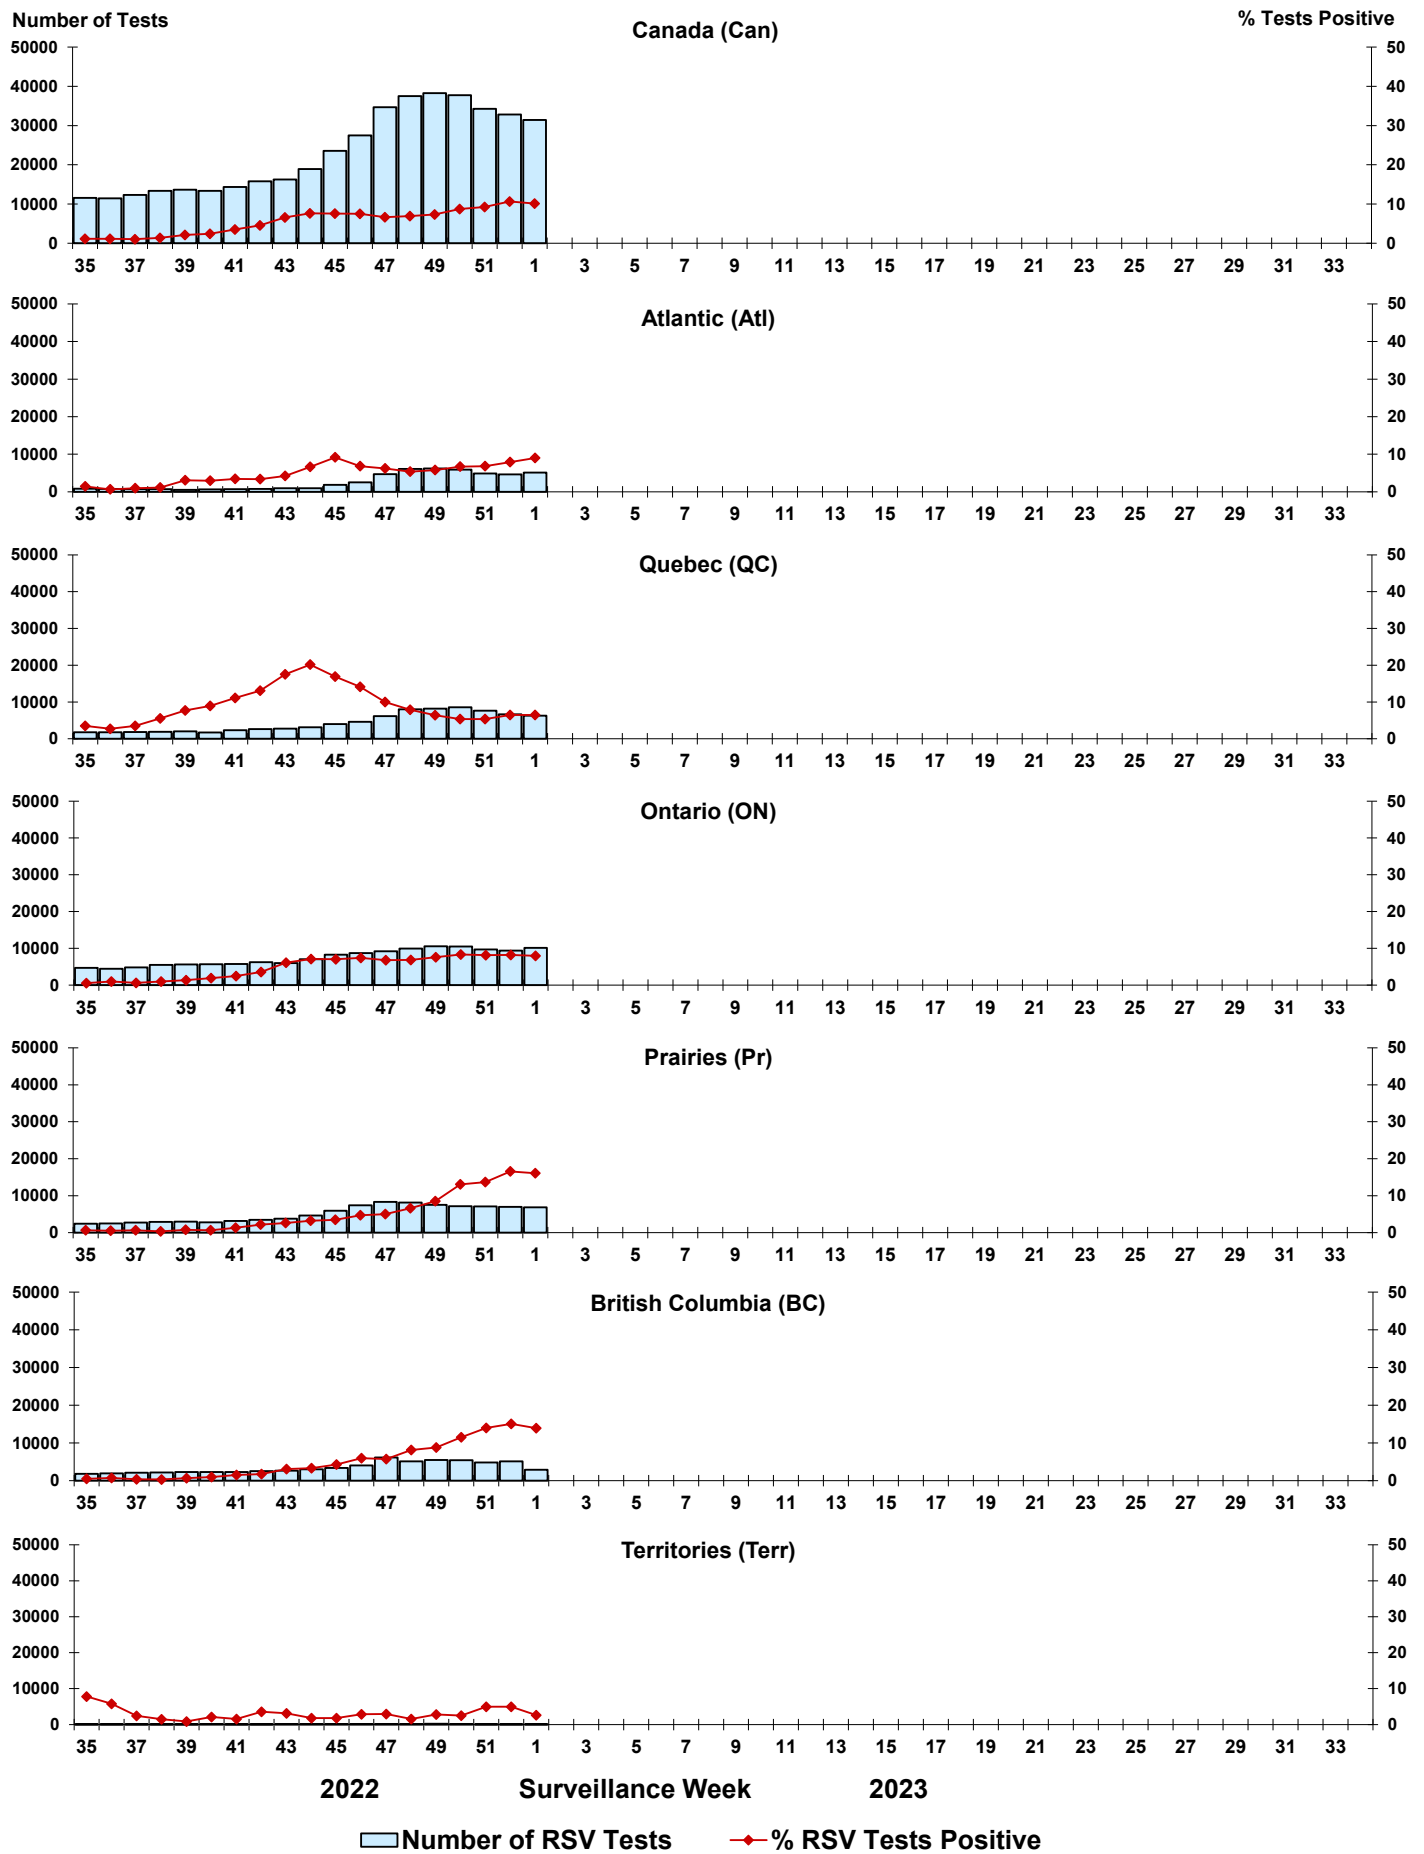 Number of Tests
Canada (Can)
% Tests Positive
50000 50
40000 40
30000 30
20000 20
10000 10
0 0
35 37 39 41 43 45 47 49 51 1 3 5 7 9 11 13 15 17 19 21 23 25 27 29 31 33
Atlantic (Atl)
50000 50
40000 40
30000 30
20000 20
10000 10
0 0
35 37 39 41 43 45 47 49 51 1 3 5 7 9 11 13 15 17 19 21 23 25 27 29 31 33
Quebec (QC)
50000 50
40000 40
30000 30
20000 20
10000 10
0 0
35 37 39 41 43 45 47 49 51 1 3 5 7 9 11 13 15 17 19 21 23 25 27 29 31 33
Ontario (ON)
50000 50
40000 40
30000 30
20000 20
10000 10
0 0
35 37 39 41 43 45 47 49 51 1 3 5 7 9 11 13 15 17 19 21 23 25 27 29 31 33
Prairies (Pr)
50000 50
40000 40
30000 30
20000 20
10000 10
0 0
35 37 39 41 43 45 47 49 51 1 3 5 7 9 11 13 15 17 19 21 23 25 27 29 31 33
British Columbia (BC)
50000 50
40000 40
30000 30
20000 20
10000 10
0 0
35 37 39 41 43 45 47 49 51 1 3 5 7 9 11 13 15 17 19 21 23 25 27 29 31 33
Territories (Terr)
50000 50
40000 40
30000 30
20000 20
10000 10
0 0
35 37 39 41 43 45 47 49 51 1 3 5 7 9 11 13 15 17 19 21 23 25 27 29 31 33
2022 Surveillance Week 2023
Number of RSV Tests % RSV Tests Positive